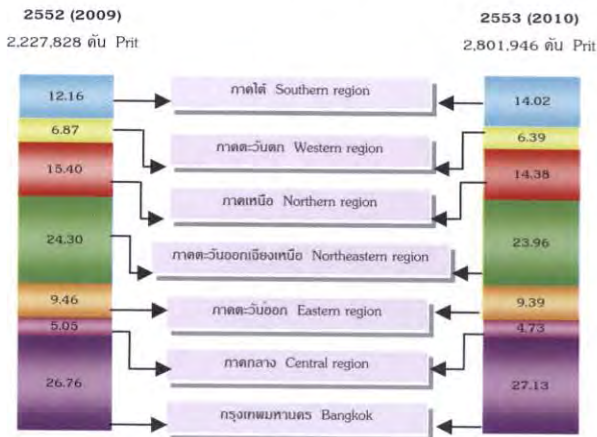 2552 (2009)
2,227,828 ตัน Prit
2553 (2010)
2,801,946 ตัน Prit
12.16
6.87
15.40
24.30
9.46
5.05
26.76
ภาคใต้ Southern region
ภาคตะวันตก Western region
ภาคเหนือ Northern region
ภาคตะวันออกเฉียงเหนือ Northeastern region
ภาคตะวันออก Eastern region
ภาคกลาง Central region
กรุงเทพมหานคร Bangkok
14.02
6.39
14.38
23.96
9.39
4.73
27.13